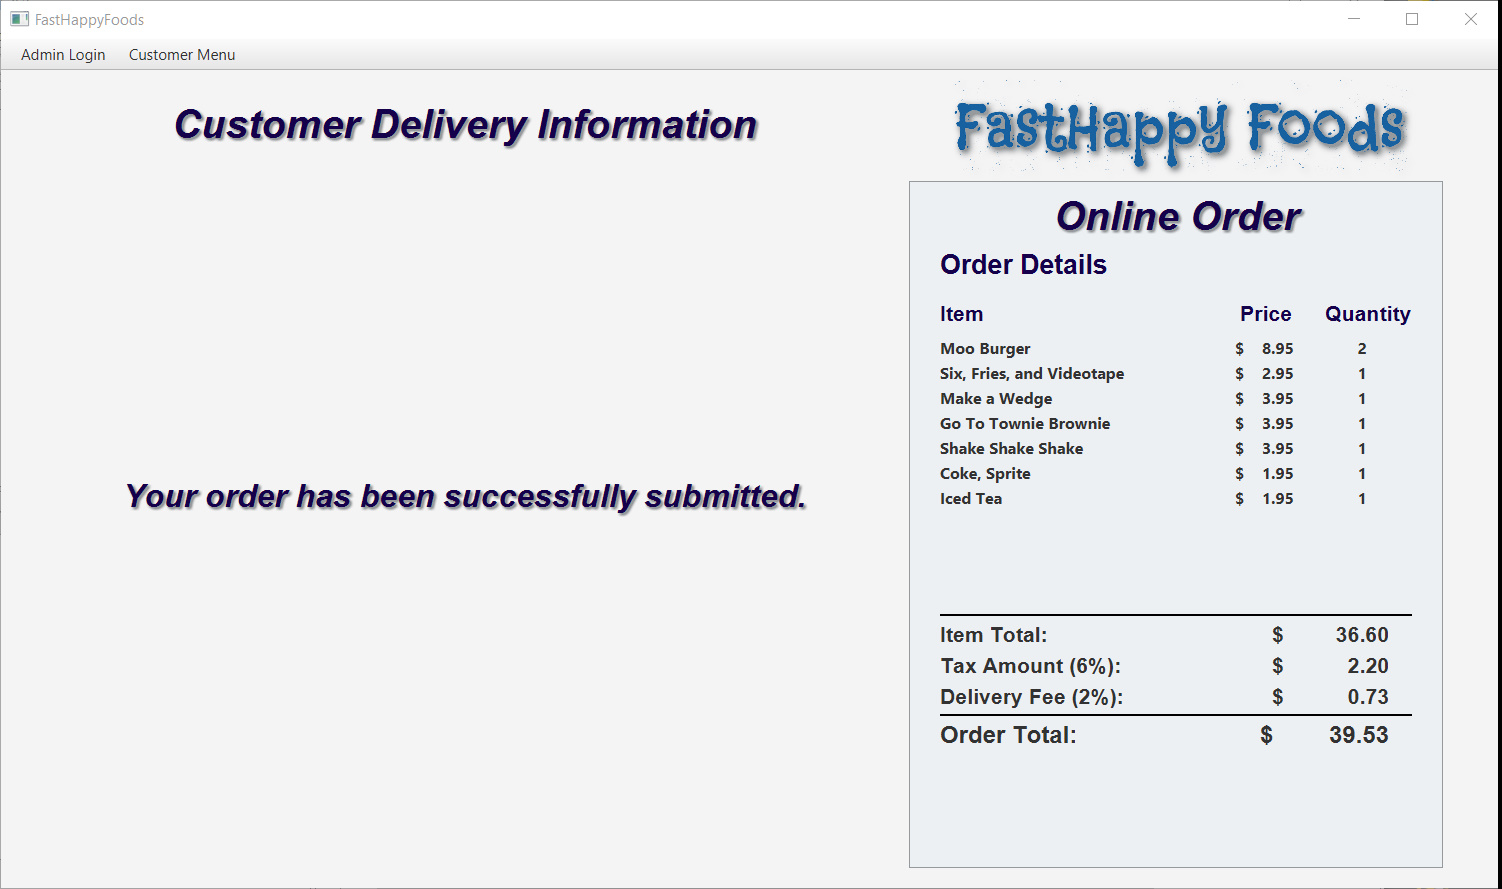 FastHappyFoods
Admin Login Customer Menu
Customer Delivery Information
FastHappy Foods
Online Order
Order Details
Item Price Quantity
Moo Burger $ 8.95 2
Six, Fries, and Videotape $ 2.95 1
Make a Wedge $ 3.95 1
Go To Townie Brownie $ 3.95 1
Shake Shake Shake $ 3.95 1
Coke, Sprite $ 1.95 1
Iced Tea $ 1.95 1
Your order has been successfully submitted.
Item Total: $ 36.60
Tax Amount (6%): $ 2.20
Delivery Fee (2%): $ 0.73
Order Total: $ 39.53